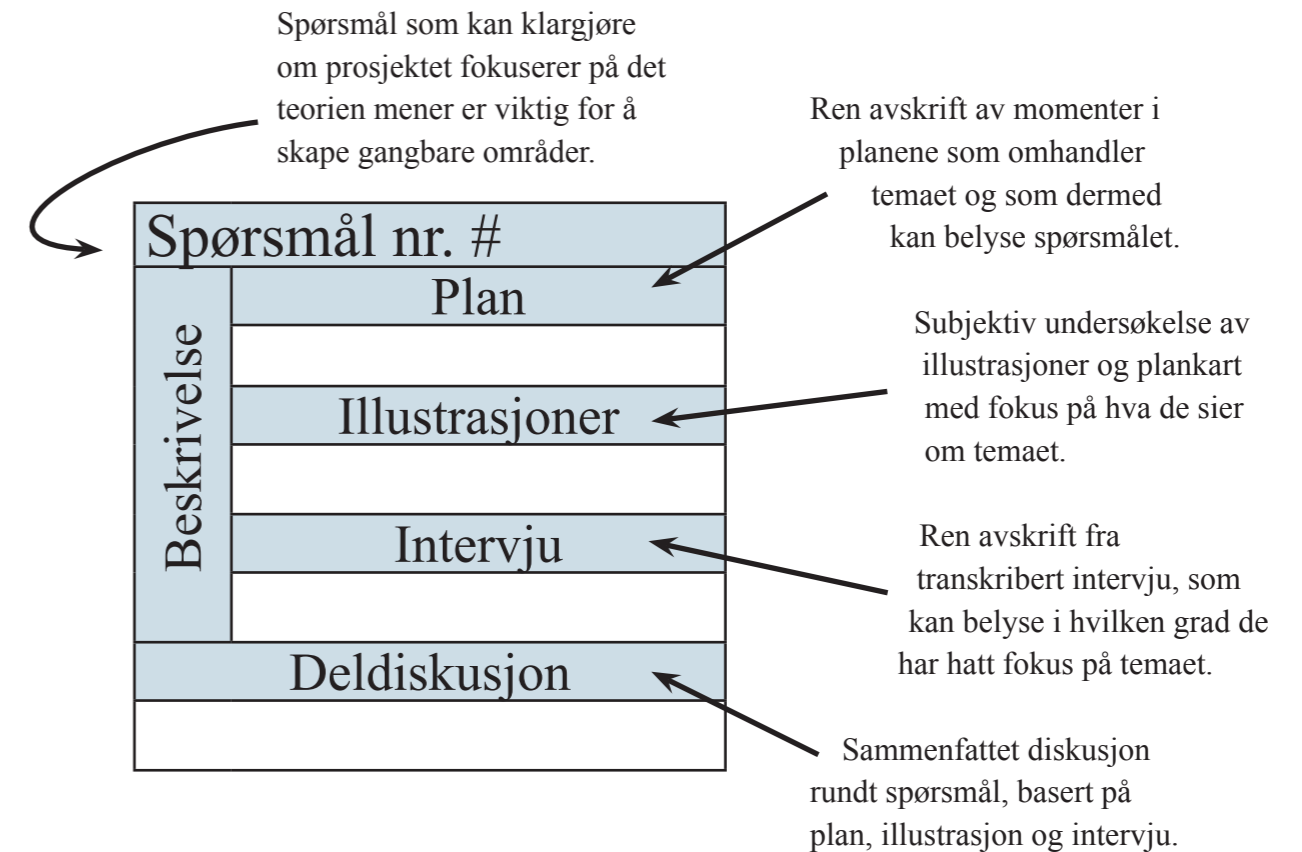 Spørsmål som kan klargjøre
om prosjektet fokuserer på det
teorien mener er viktig for å
skape gangbare områder.
Ren avskrift av momenter i
planene som omhandler
temaet og som dermed
kan belyse spørsmålet.
Spørsmål nr. #
Beskrivelse
Plan
Subjektiv undersøkelse av
illustrasjoner og plankart
med fokus på hva de sier
om temaet.
Illustrasjoner
Ren avskrift fra
transkribert intervju, som
kan belyse i hvilken grad de
har hatt fokus på temaet.
Intervju
Deldiskusjon
Sammenfattet diskusjon
rundt spørsmål, basert på
plan, illustrasjon og intervju.